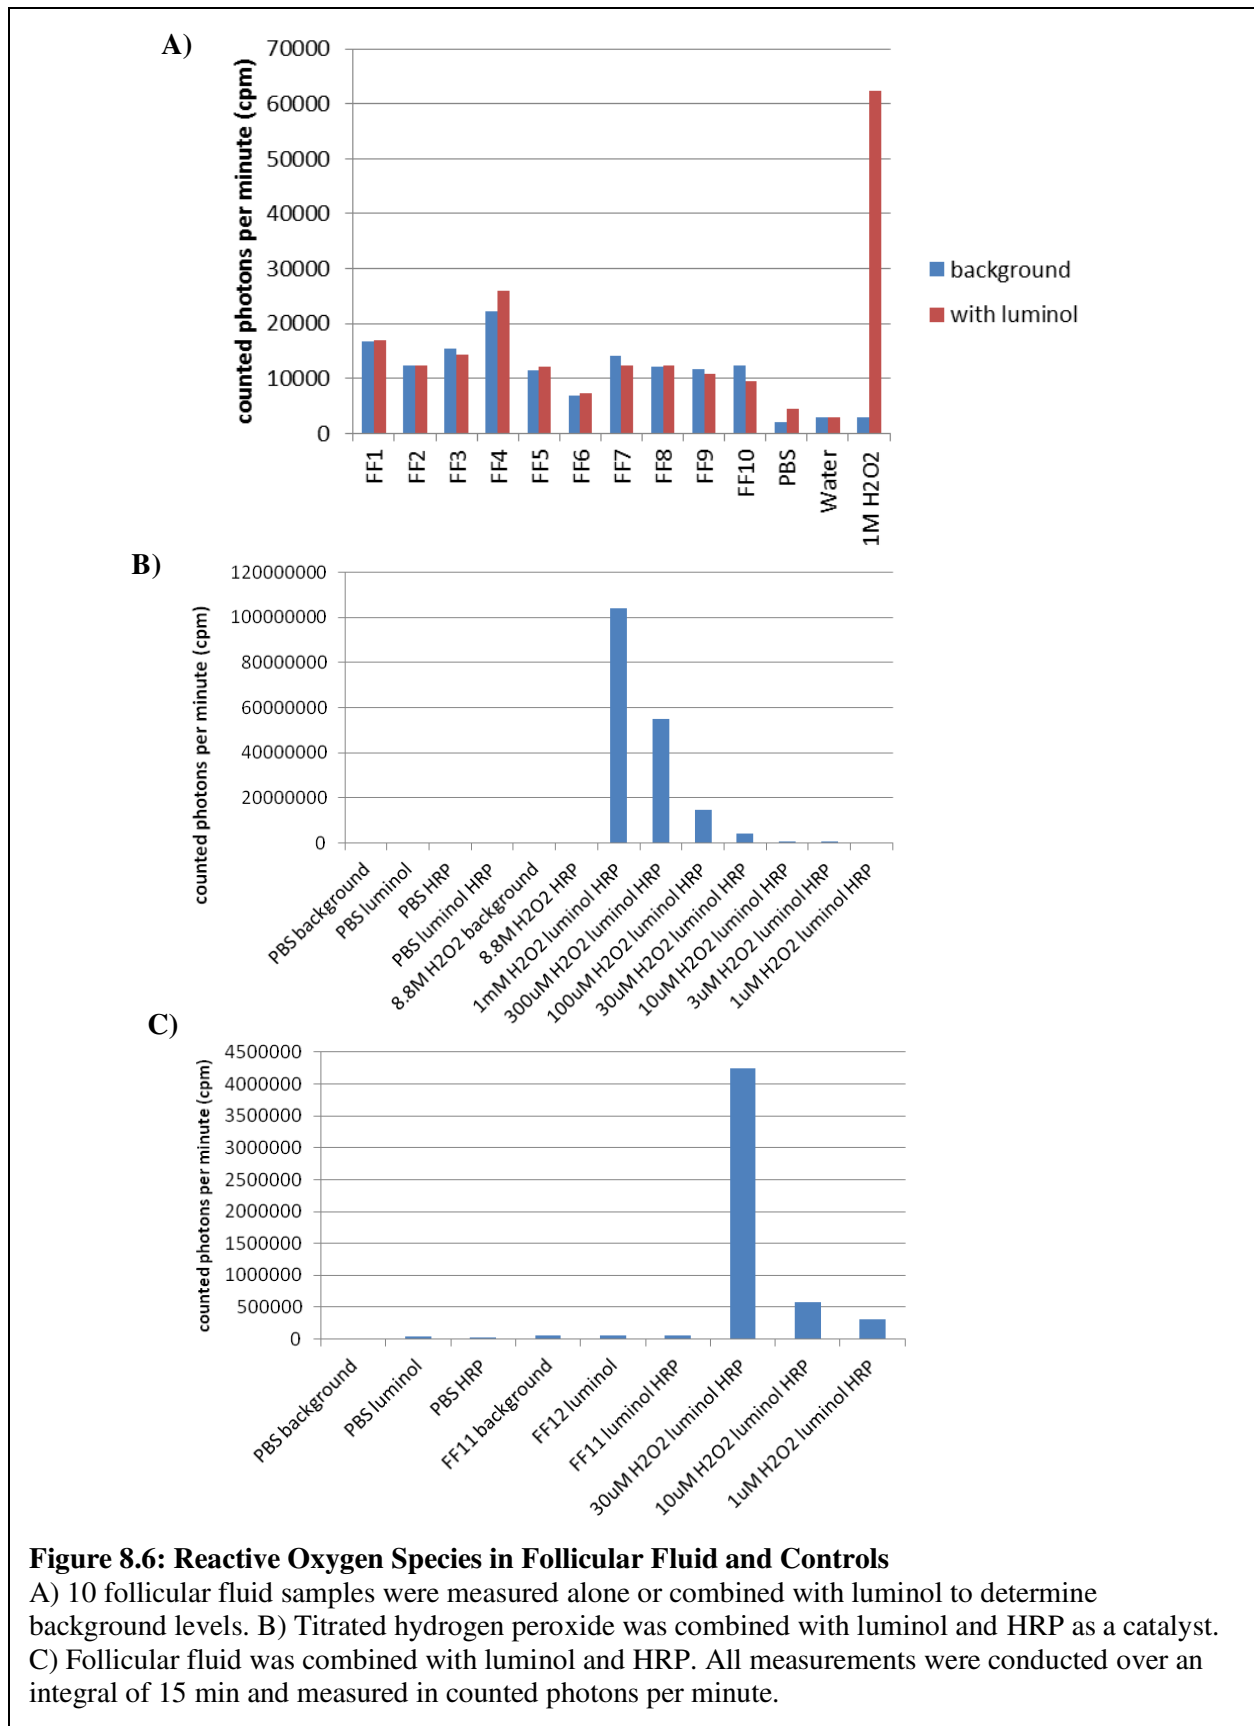 A)
counted photons per minute (cpm)
70000
60000
50000
40000
30000
20000
10000
0
FF1
FF2
FF3
FF4
FF5
FF6
FF7
FF8
FF9
FF10
PBS
Water
1M H2O2
background
with luminol
B)
counted photons per minute (cpm)
120000000
100000000
80000000
60000000
40000000
20000000
0
PBS background
PBS luminol
PBS HRP
PBS luminol HRP
8.8M H2O2 background
8.8M H2O2 HRP
1mM H2O2 luminol HRP
300uM H2O2 luminol HRP
100uM H2O2 luminol HRP
30uM H2O2 luminol HRP
10uM H2O2 luminol HRP
3uM H2O2 luminol HRP
1uM H2O2 luminol HRP
C)
counted photons per minute (cpm)
4500000
4000000
3500000
3000000
2500000
2000000
1500000
1000000
500000
0
PBS background
PBS luminol
PBS HRP
FF11 background
FF12 luminol
FF11 luminol HRP
30uM H2O2 luminol HRP
10uM H2O2 luminol HRP
1uM H2O2 luminol HRP
Figure 8.6: Reactive Oxygen Species in Follicular Fluid and Controls
A) 10 follicular fluid samples were measured alone or combined with luminol to determine
background levels. B) Titrated hydrogen peroxide was combined with luminol and HRP as a catalyst.
C) Follicular fluid was combined with luminol and HRP. All measurements were conducted over an
integral of 15 min and measured in counted photons per minute.